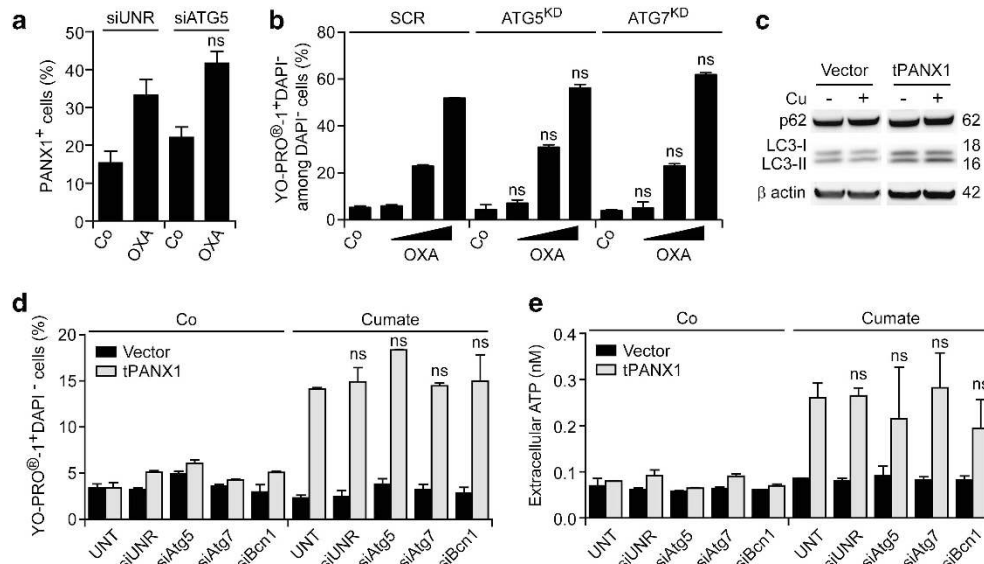 a
siUNR siATG5
PANX1+ cells (%)
50
40
30
20
10
0
ns
Co OXA Co OXA
b
SCR ATG5KD ATG7KD
YO-PRO®-1+DAPI-
among DAPI- cells (%)
80
60
40
20
0
ns ns ns ns ns ns
Co Co Co
OXA OXA OXA
c
Vector tPANX1
Cu - + - +
p62 62
LC3-I 18
LC3-II 16
β actin 42
d
Co Cumate
YO-PRO®-1+DAPI - cells (%)
20
15
10
5
0
Vector
tPANX1
ns ns ns ns
UNT siUNR siAtg5 siAtg7 siBcn1 UNT siUNR siAtg5 siAtg7 siBcn1
e
Co Cumate
Extracellular ATP (nM)
0.4
0.3
0.2
0.1
0.0
Vector
tPANX1
ns ns ns ns
UNT siUNR siAtg5 siAtg7 siBcn1 UNT siUNR siAtg5 siAtg7 siBcn1